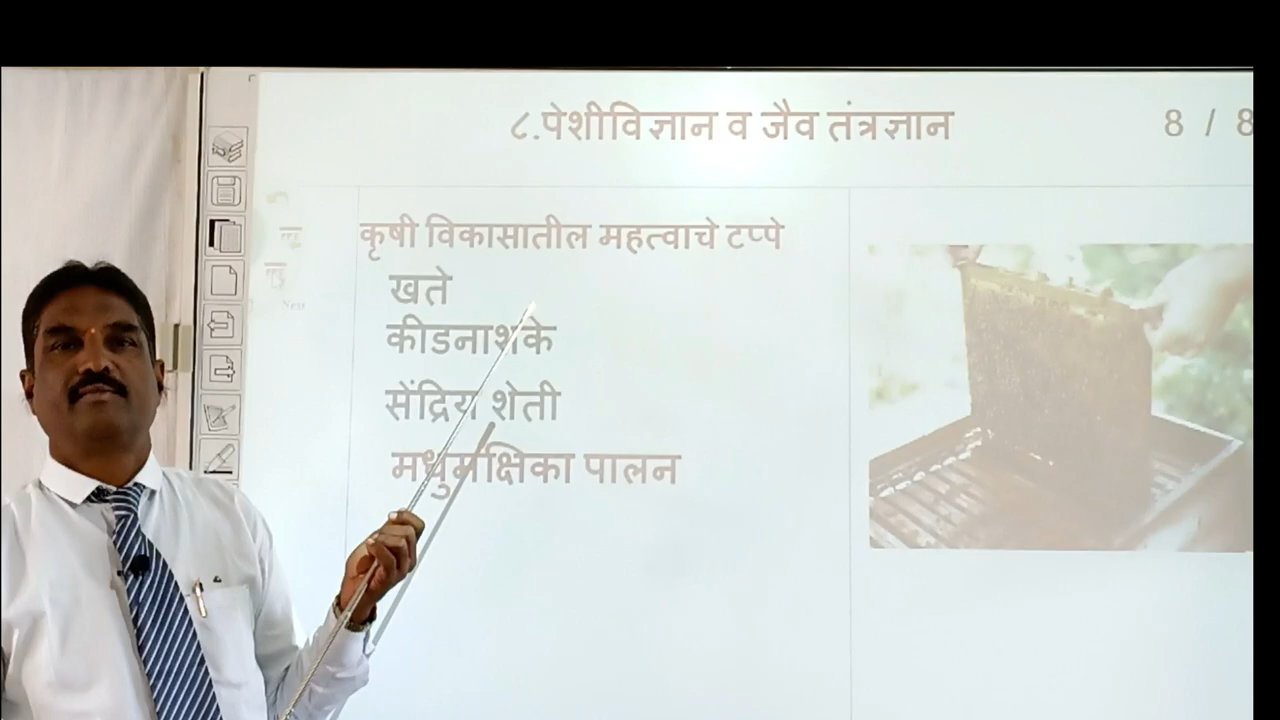 ८.पेशीविज्ञान व जैव तंत्रज्ञान
8 / 8
कृषी विकासातील महत्वाचे टप्पे
खते
कीडनाशके
सेंद्रिय शेती
मधुमक्षिका पालन